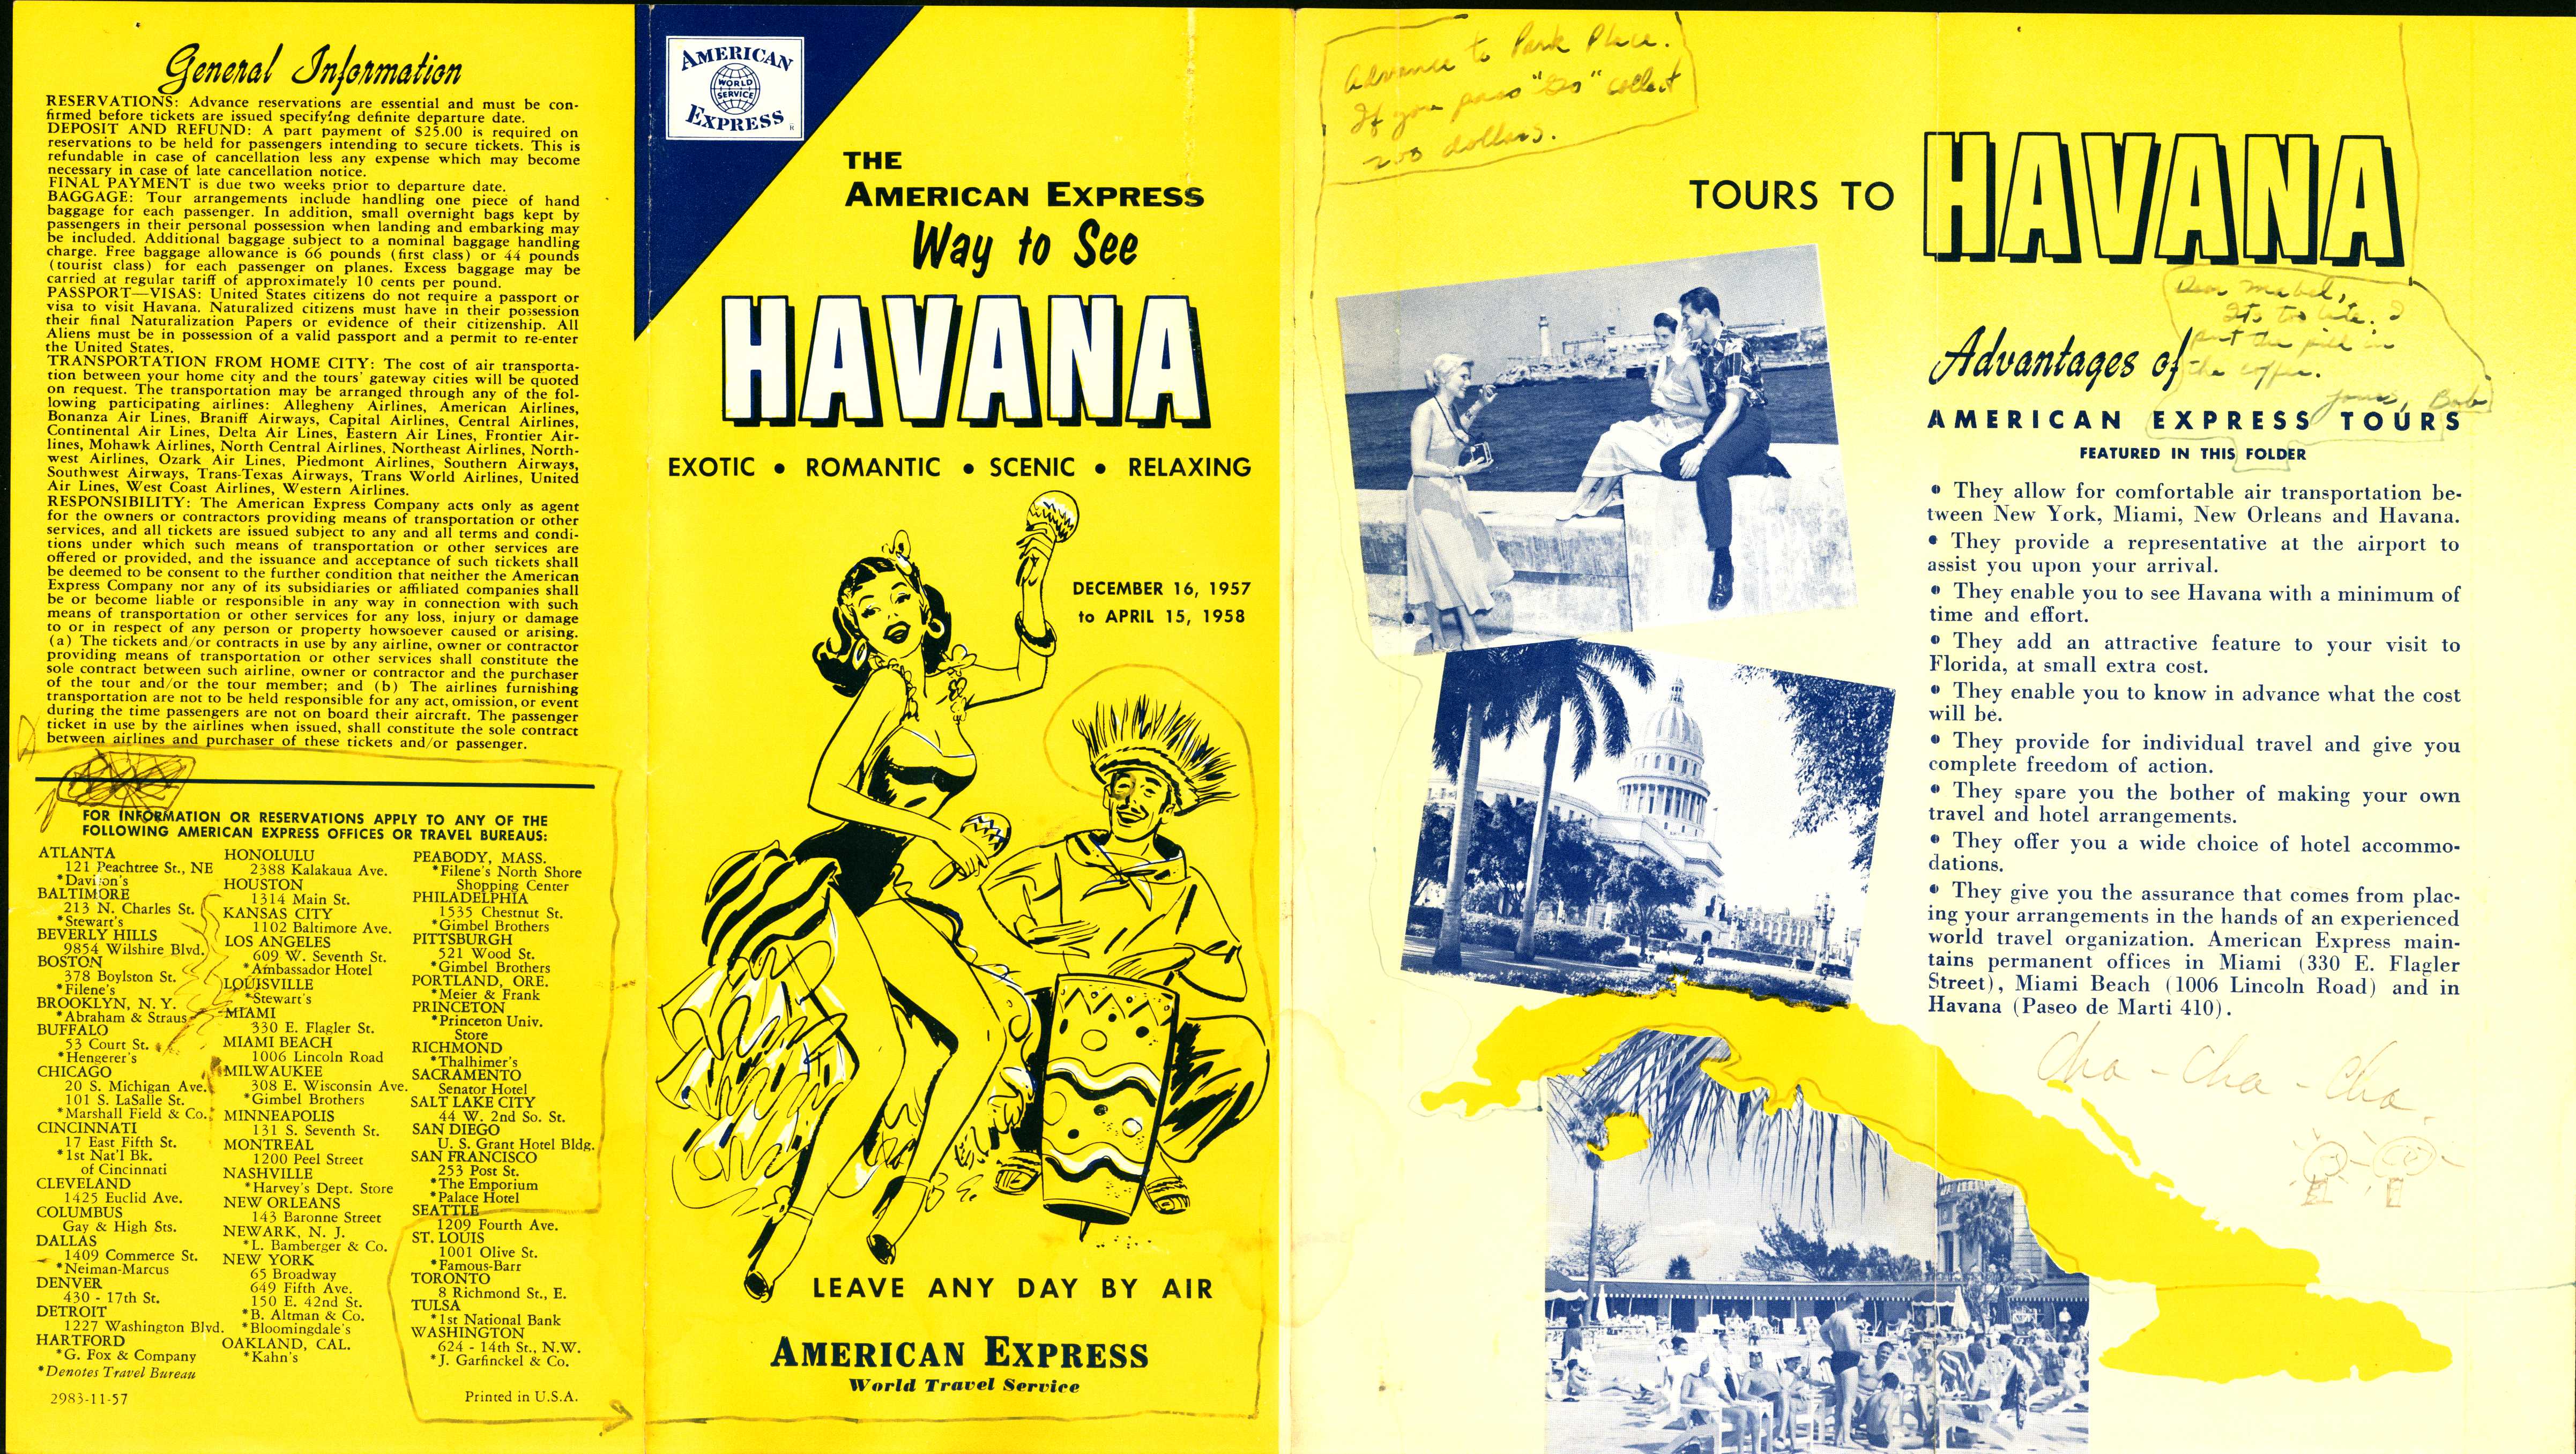 General Information
RESERVATIONS: Advance reservations are essential and must be con-
firmed before tickets are issued specifying definite departure date.
DEPOSIT AND REFUND: A part payment of $25.00 is required on
reservations to be held for passengers intending to secure tickets. This is
refundable in case of cancellation less any expense which may become
necessary in case of late cancellation notice.
FINAL PAYMENT is due two weeks prior to departure date.
BAGGAGE: Tour arrangements include handling one piece of hand
baggage for each passenger. In addition, small overnight bags kept by
passengers in their personal possession when landing and embarking may
be included. Additional baggage subject to a nominal baggage handling
charge. Free baggage allowance is 66 pounds (first class) or 44 pounds
(tourist class) for each passenger on planes. Excess baggage may be
carried at regular tariff of approximately 10 cents per pound.
PASSPORT—VISAS: United States citizens do not require a passport or
visa to visit Havana. Naturalized citizens must have in their possession
their final Naturalization Papers or evidence of their citizenship. All
Aliens must be in possession of a valid passport and a permit to re-enter
the United States.
TRANSPORTATION FROM HOME CITY: The cost of air transporta-
tion between your home city and the tours' gateway cities will be quoted
on request. The transportation may be arranged through any of the fol-
lowing participating airlines: Allegheny Airlines, American Airlines,
Bonanza Air Lines, Braniff Airways, Capital Airlines, Central Airlines,
Continental Air Lines, Delta Air Lines, Eastern Air Lines, Frontier Air-
lines, Mohawk Airlines, North Central Airlines, Northeast Airlines, North-
west Airlines, Ozark Air Lines, Piedmont Airlines, Southern Airways,
Southwest Airways, Trans-Texas Airways, Trans World Airlines, United
Air Lines, West Coast Airlines, Western Airlines.
RESPONSIBILITY: The American Express Company acts only as agent
for the owners or contractors providing means of transportation or other
services, and all tickets are issued subject to any and all terms and condi-
tions under which such means of transportation or other services are
offered or provided, and the issuance and acceptance of such tickets shall
be deemed to be consent to the further condition that neither the American
Express Company nor any of its subsidiaries or affiliated companies shall
be or become liable or responsible in any way in connection with such
means of transportation or other services for any loss, injury or damage
to or in respect of any person or property howsoever caused or arising.
(a) The tickets and/or contracts in use by any airline, owner or contractor
providing means of transportation or other services shall constitute the
sole contract between such airline, owner or contractor and the purchaser
of the tour and/or the tour member; and (b) The airlines furnishing
transportation are not to be held responsible for any act, omission, or event
during the time passengers are not on board their aircraft. The passenger
ticket in use by the airlines when issued, shall constitute the sole contract
between airlines and purchaser of these tickets and/or passenger.
FOR INFORMATION OR RESERVATIONS APPLY TO ANY OF THE
FOLLOWING AMERICAN EXPRESS OFFICES OR TRAVEL BUREAUS:
ATLANTA
121 Peachtree St., NE
*Davison's
BALTIMORE
213 N. Charles St.
*Stewart's
BEVERLY HILLS
9854 Wilshire Blvd.
BOSTON
378 Boylston St.
*Filene's
BROOKLYN, N. Y.
*Abraham & Straus
BUFFALO
53 Court St.
*Hengerer's
CHICAGO
20 S. Michigan Ave.
101 S. LaSalle St.
*Marshall Field & Co.
CINCINNATI
17 East Fifth St.
*1st Nat'l Bk.
of Cincinnati
CLEVELAND
1425 Euclid Ave.
COLUMBUS
Gay & High Sts.
DALLAS
1409 Commerce St.
*Neiman-Marcus
DENVER
430 - 17th St.
DETROIT
1227 Washington Blvd.
HARTFORD
*G. Fox & Company
*Denotes Travel Bureau
2983-11-57
HONOLULU
2388 Kalakaua Ave.
HOUSTON
1314 Main St.
KANSAS CITY
1102 Baltimore Ave.
LOS ANGELES
609 W. Seventh St.
*Ambassador Hotel
LOUISVILLE
*Stewart's
MIAMI
330 E. Flagler St.
MIAMI BEACH
1006 Lincoln Road
MILWAUKEE
308 E. Wisconsin Ave.
*Gimbel Brothers
MINNEAPOLIS
131 S. Seventh St.
MONTREAL
1200 Peel Street
NASHVILLE
*Harvey's Dept. Store
NEW ORLEANS
143 Baronne Street
NEWARK, N. J.
*L. Bamberger & Co.
NEW YORK
65 Broadway
649 Fifth Ave.
150 E. 42nd St.
*B. Altman & Co.
*Bloomingdale's
OAKLAND, CAL.
*Kahn's
PEABODY, MASS.
*Filene's North Shore
Shopping Center
PHILADELPHIA
1535 Chestnut St.
*Gimbel Brothers
PITTSBURGH
521 Wood St.
*Gimbel Brothers
PORTLAND, ORE.
*Meier & Frank
PRINCETON
*Princeton Univ.
Store
RICHMOND
*Thalhimer's
SACRAMENTO
Senator Hotel
SALT LAKE CITY
44 W. 2nd So. St.
SAN DIEGO
U. S. Grant Hotel Bldg.
SAN FRANCISCO
253 Post St.
*The Emporium
*Palace Hotel
SEATTLE
1209 Fourth Ave.
ST. LOUIS
1001 Olive St.
*Famous-Barr
TORONTO
8 Richmond St., E.
TULSA
*1st National Bank
WASHINGTON
624 - 14th St., N.W.
*J. Garfinckel & Co.
Printed in U.S.A.
AMERICAN
WORLD
SERVICE
EXPRESS
THE
AMERICAN EXPRESS
Way to See
HAVANA
EXOTIC • ROMANTIC • SCENIC • RELAXING
DECEMBER 16, 1957
to APRIL 15, 1958
LEAVE ANY DAY BY AIR
AMERICAN EXPRESS
World Travel Service
Advance to Park Place.
If you pass "Go" collect
200 dollars.
TOURS TO HAVANA
Dear Mabel,
Its too late. I
put the pill in
the coffee.
Yours, Bob
Advantages of
AMERICAN EXPRESS TOURS
FEATURED IN THIS FOLDER
• They allow for comfortable air transportation be-
tween New York, Miami, New Orleans and Havana.
• They provide a representative at the airport to
assist you upon your arrival.
• They enable you to see Havana with a minimum of
time and effort.
• They add an attractive feature to your visit to
Florida, at small extra cost.
• They enable you to know in advance what the cost
will be.
• They provide for individual travel and give you
complete freedom of action.
• They spare you the bother of making your own
travel and hotel arrangements.
• They offer you a wide choice of hotel accommo-
dations.
• They give you the assurance that comes from plac-
ing your arrangements in the hands of an experienced
world travel organization. American Express main-
tains permanent offices in Miami (330 E. Flagler
Street), Miami Beach (1006 Lincoln Road) and in
Havana (Paseo de Marti 410).
Cha - Cha - Cha